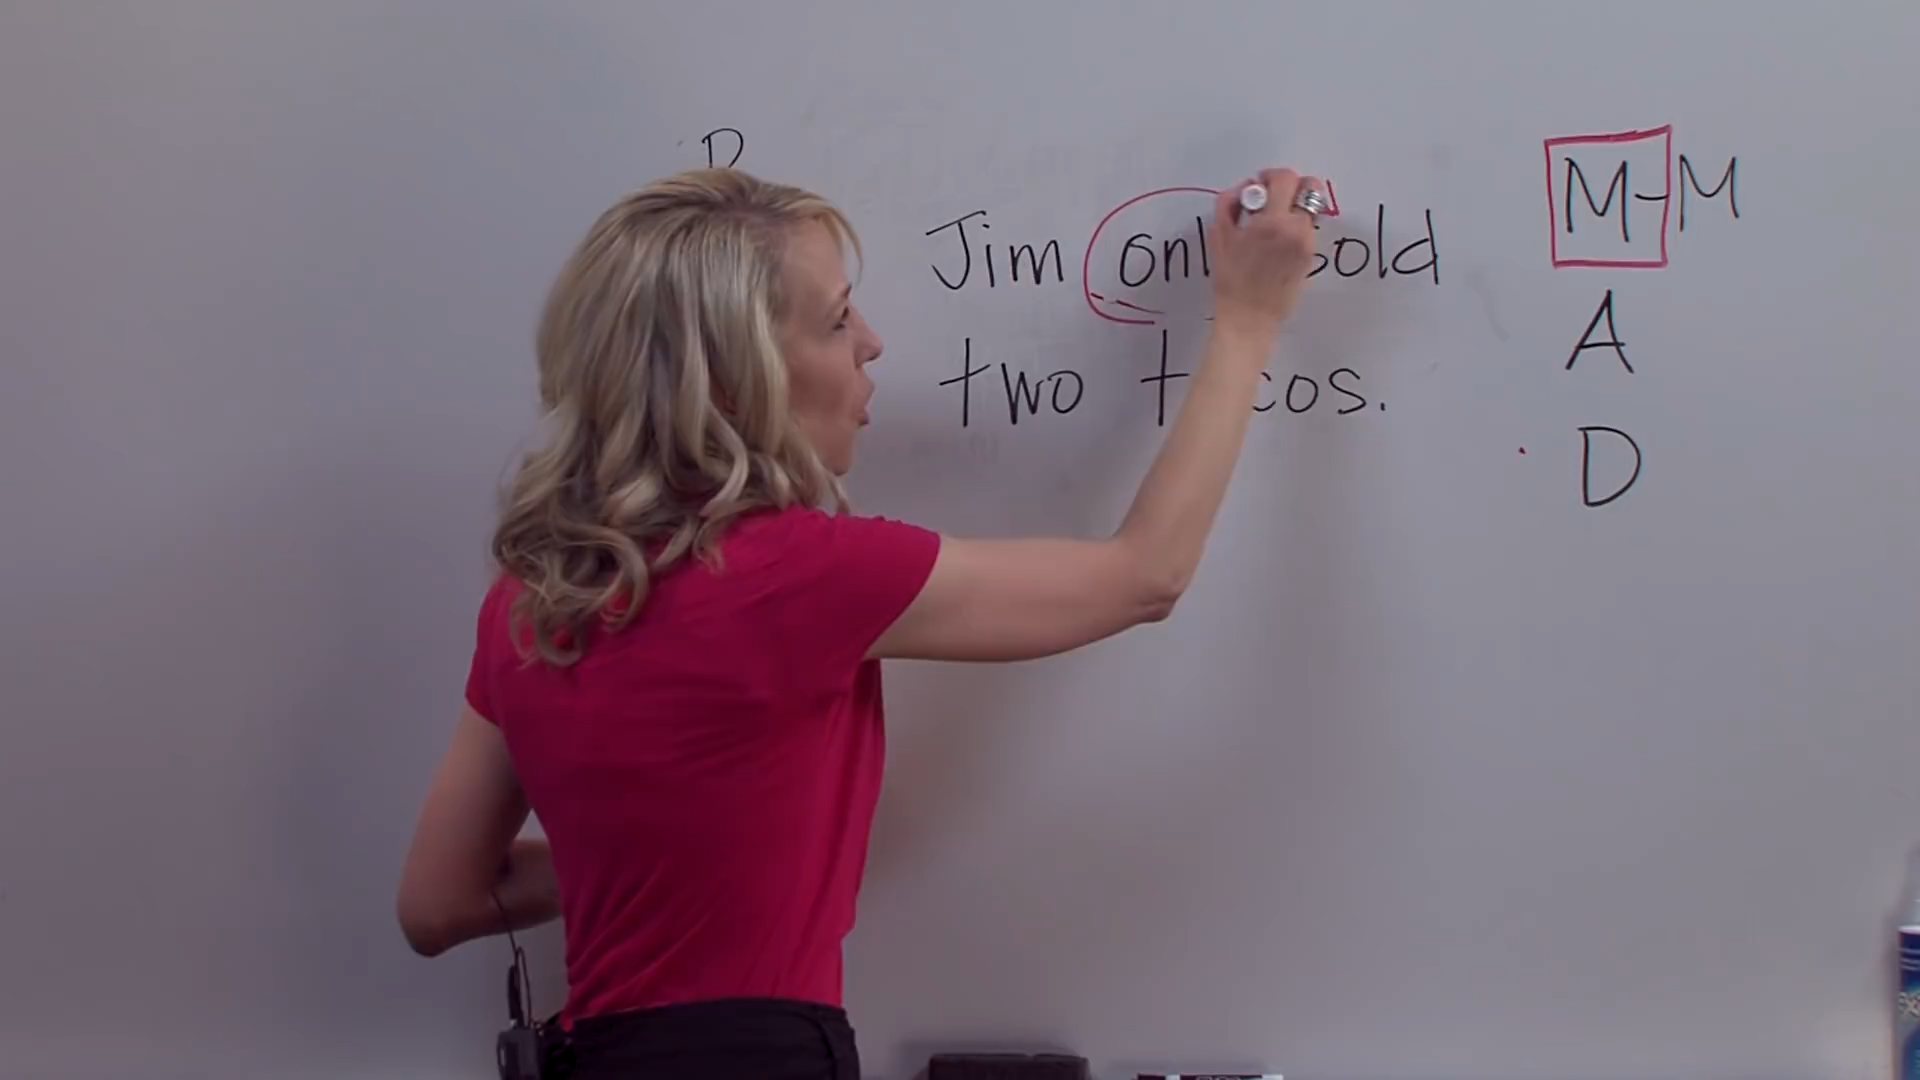 D
Jim only sold
two tacos.
M-M
A
D